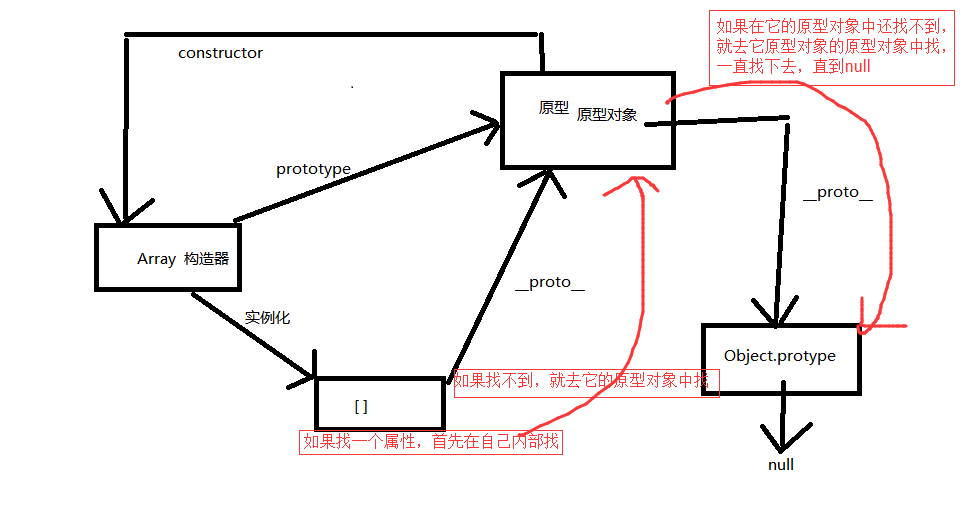 如果在它的原型对象中还找不到，
就去它原型对象的原型对象中找，
一直找下去，直到null
constructor
原型 原型对象
prototype
__proto__
Array 构造器
__proto__
实例化
Object.protype
如果找不到，就去它的原型对象中找
[ ]
如果找一个属性，首先在自己内部找
null